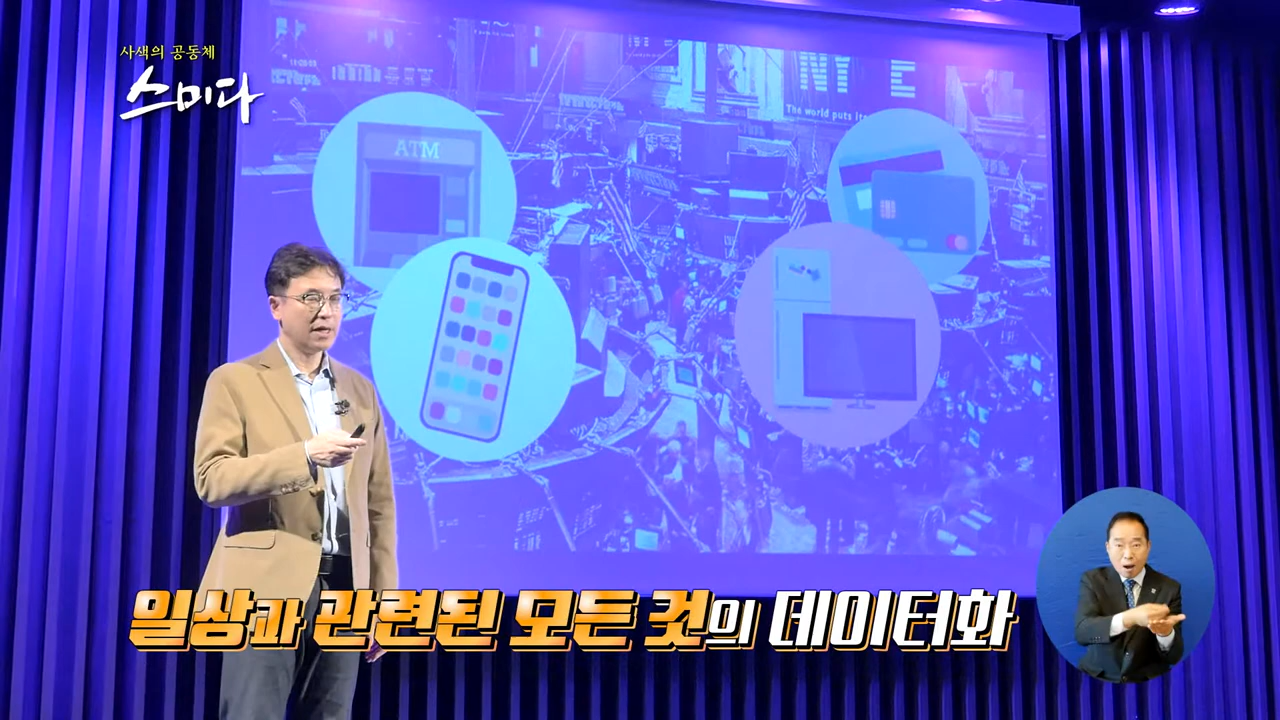 사색의 공동체
스미다
NYSE
The world puts its
ATM
일상과 관련된 모든 것의 데이터화